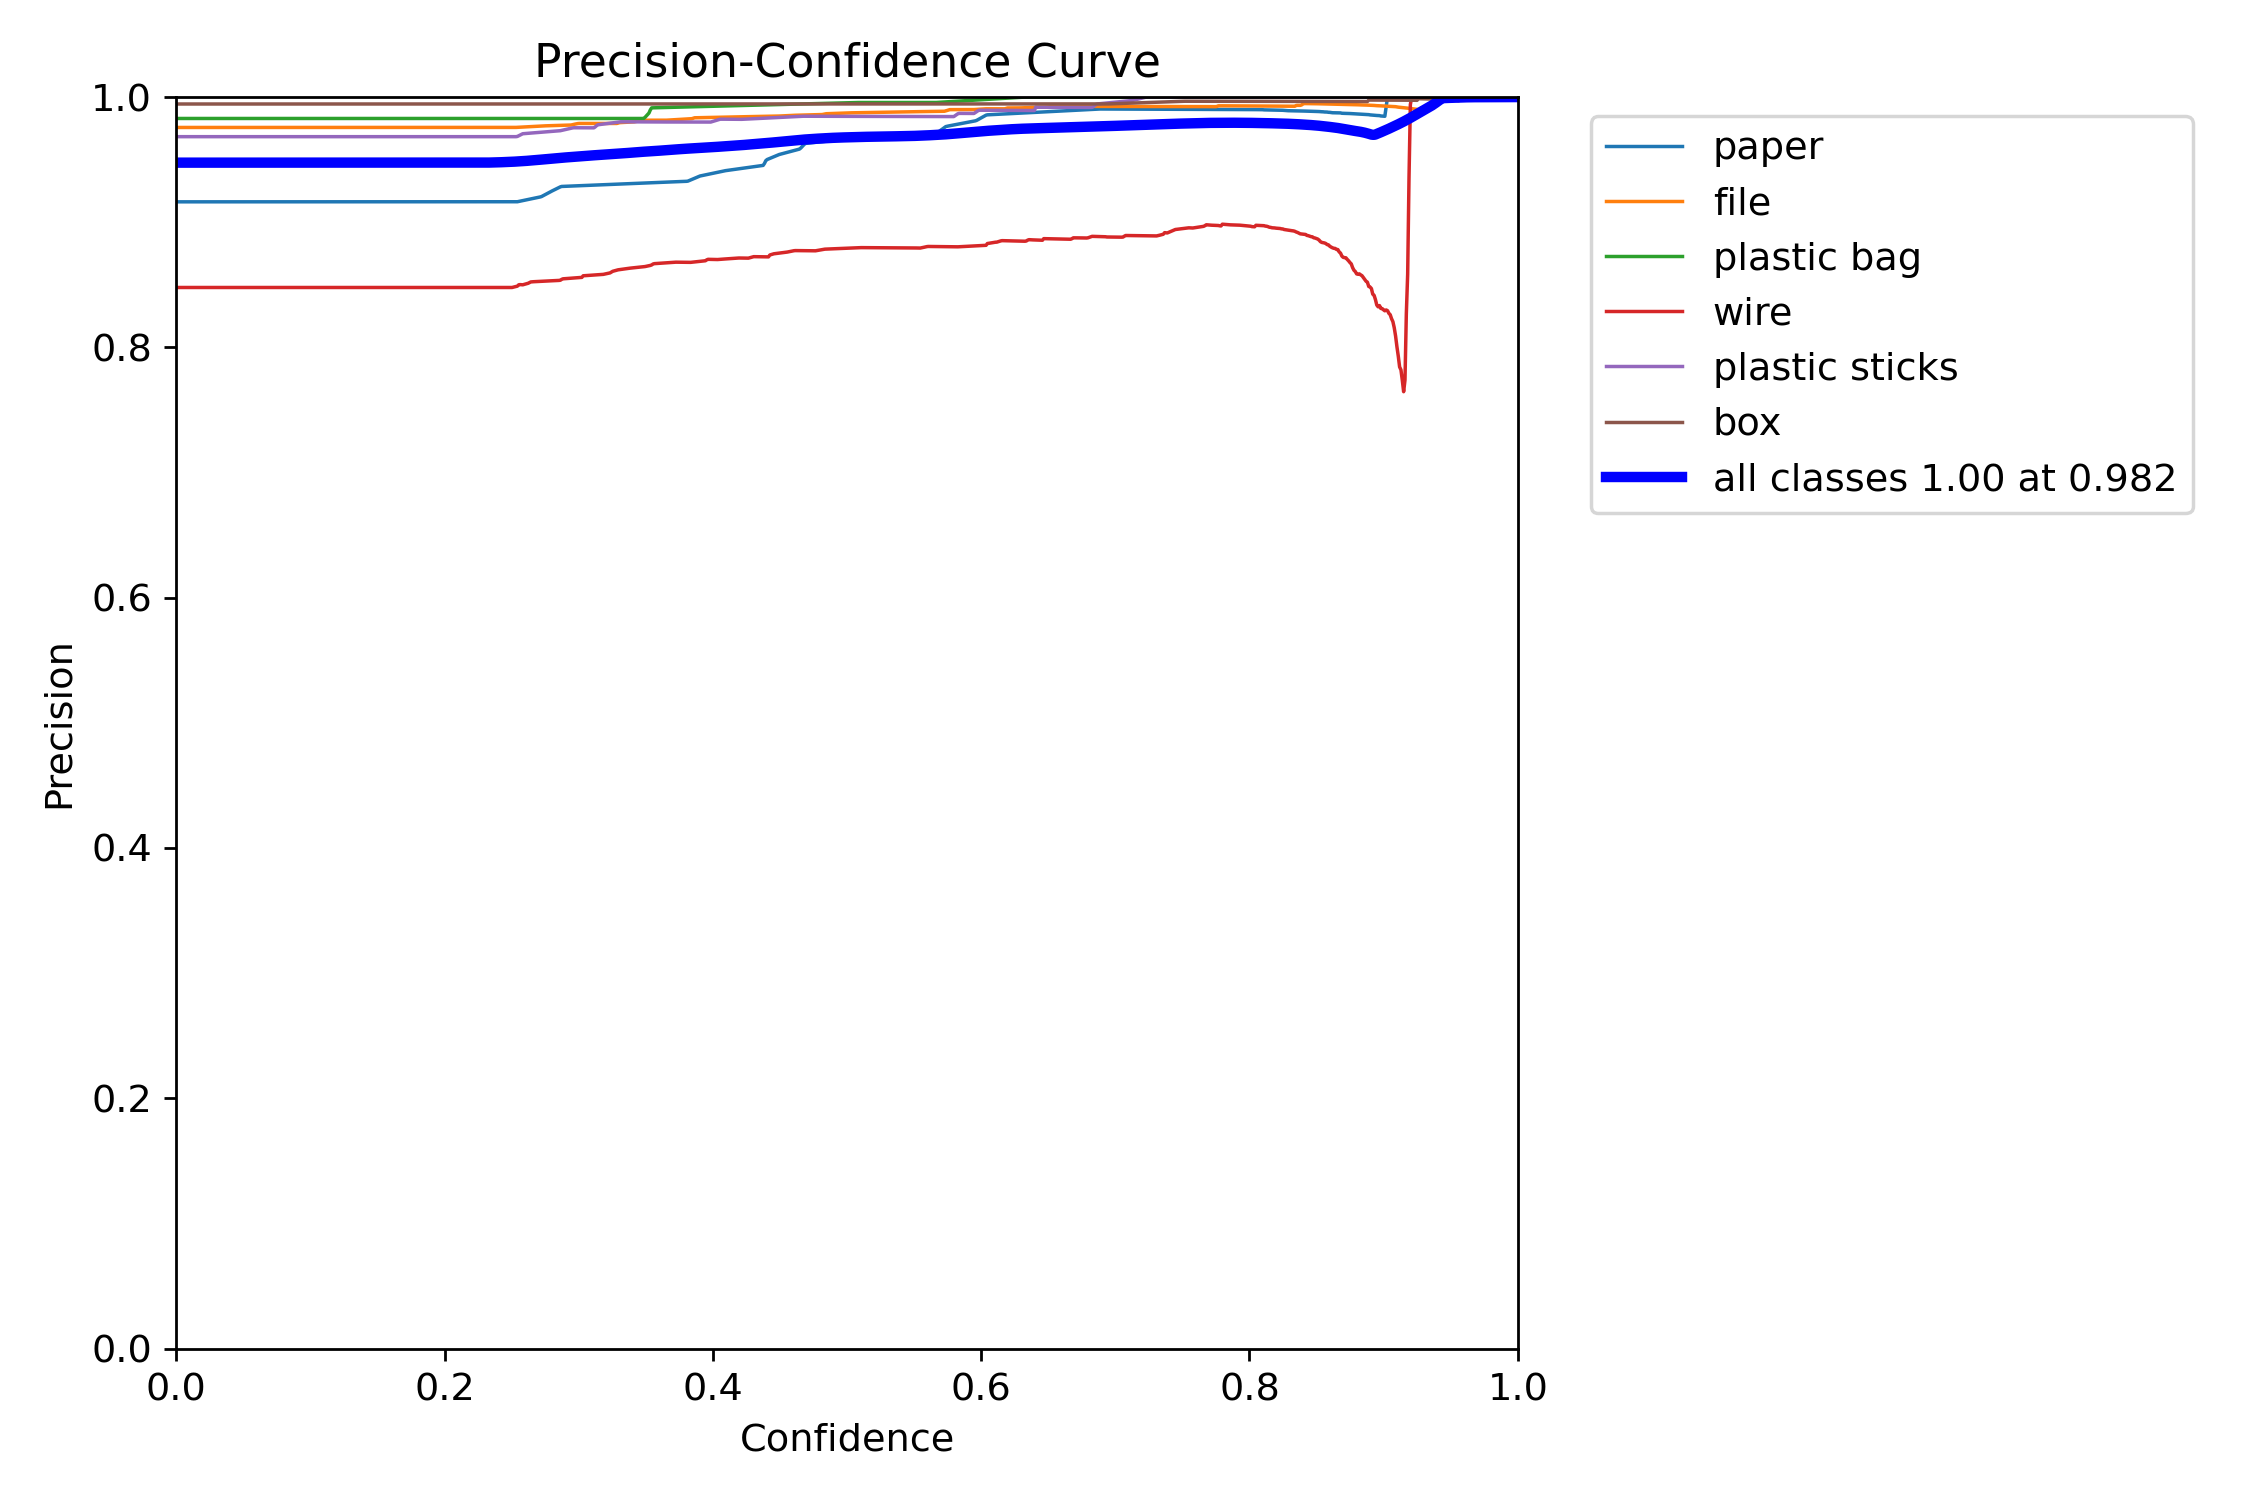 Precision-Confidence Curve
1.0
0.8
0.6
0.4
0.2
0.0
Precision
0.0 0.2 0.4 0.6 0.8 1.0
Confidence
paper
file
plastic bag
wire
plastic sticks
box
all classes 1.00 at 0.982